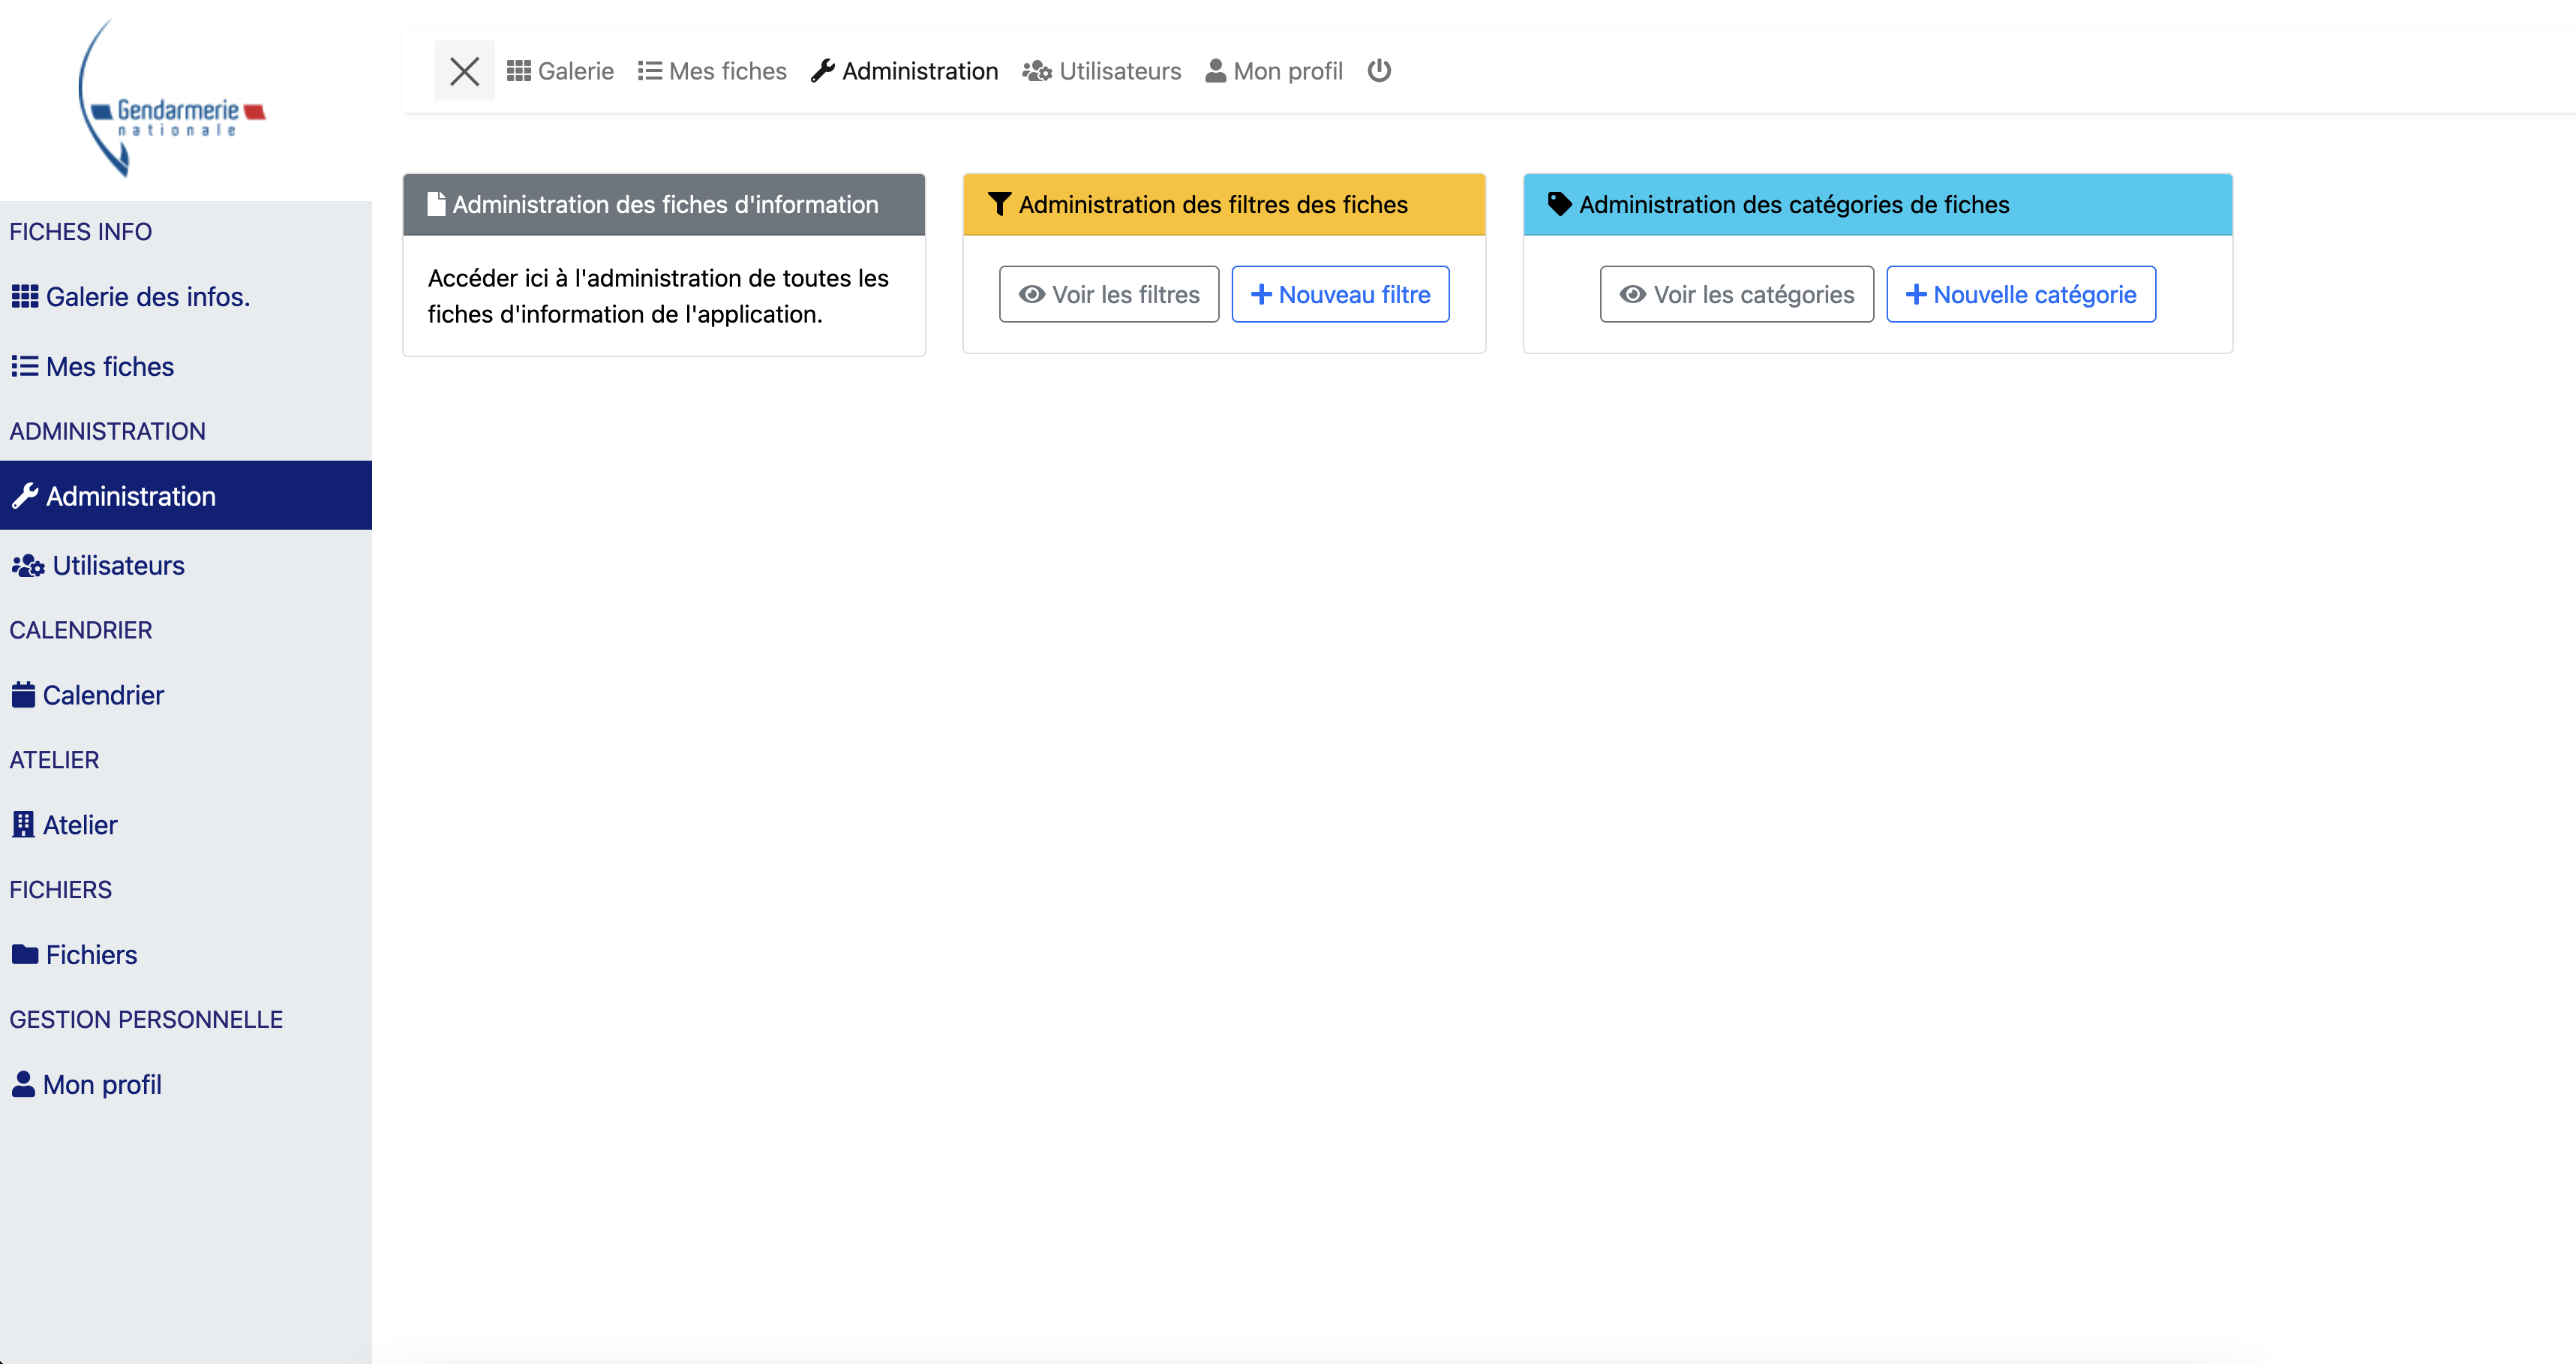 Gendarmerie
nationale
Galerie Mes fiches Administration Utilisateurs Mon profil
FICHES INFO
Galerie des infos.
Mes fiches
ADMINISTRATION
Administration
Utilisateurs
CALENDRIER
Calendrier
ATELIER
Atelier
FICHIERS
Fichiers
GESTION PERSONNELLE
Mon profil
Administration des fiches d'information
Accéder ici à l'administration de toutes les
fiches d'information de l'application.
Administration des filtres des fiches
Voir les filtres Nouveau filtre
Administration des catégories de fiches
Voir les catégories Nouvelle catégorie